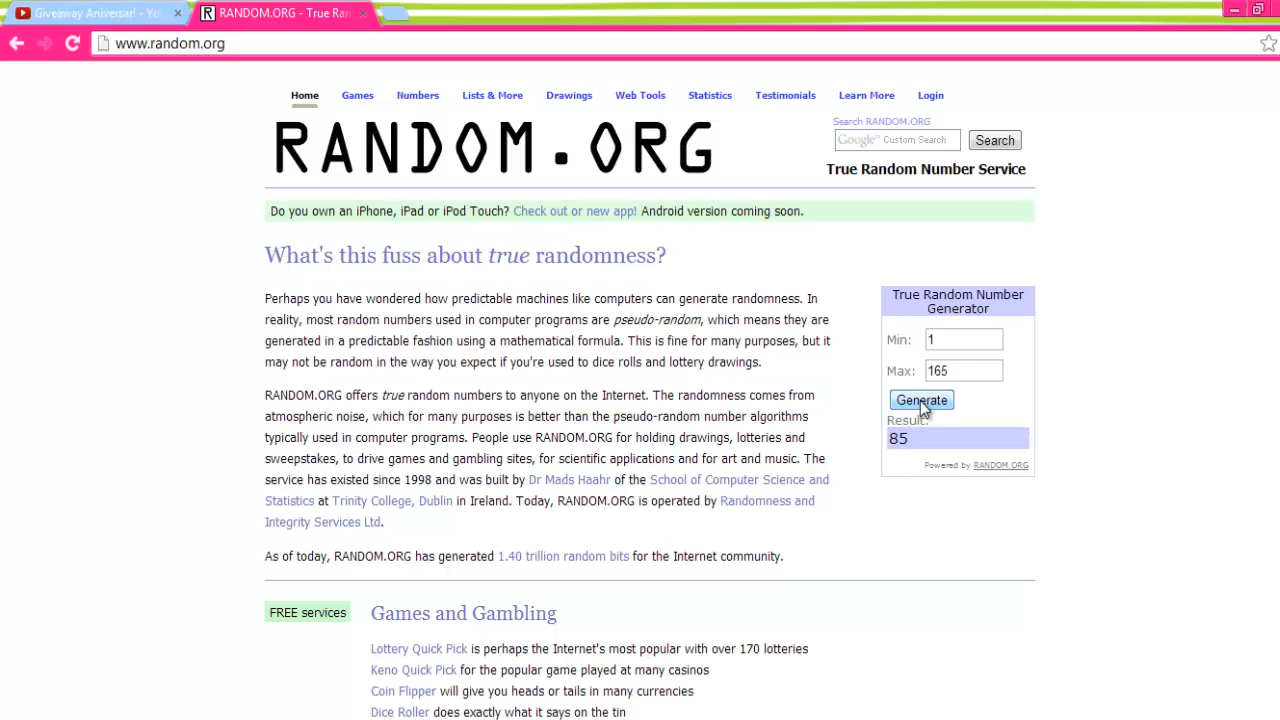 Giveaway Aniversar! - Yo
RANDOM.ORG - True Ran
www.random.org
Home Games Numbers Lists & More Drawings Web Tools Statistics Testimonials Learn More Login
RANDOM.ORG
Search RANDOM.ORG
Google™ Custom Search Search
True Random Number Service
Do you own an iPhone, iPad or iPod Touch? Check out or new app! Android version coming soon.
What's this fuss about true randomness?
Perhaps you have wondered how predictable machines like computers can generate randomness. In
reality, most random numbers used in computer programs are pseudo-random, which means they are
generated in a predictable fashion using a mathematical formula. This is fine for many purposes, but it
may not be random in the way you expect if you're used to dice rolls and lottery drawings.
RANDOM.ORG offers true random numbers to anyone on the Internet. The randomness comes from
atmospheric noise, which for many purposes is better than the pseudo-random number algorithms
typically used in computer programs. People use RANDOM.ORG for holding drawings, lotteries and
sweepstakes, to drive games and gambling sites, for scientific applications and for art and music. The
service has existed since 1998 and was built by Dr Mads Haahr of the School of Computer Science and
Statistics at Trinity College, Dublin in Ireland. Today, RANDOM.ORG is operated by Randomness and
Integrity Services Ltd.
As of today, RANDOM.ORG has generated 1.40 trillion random bits for the Internet community.
True Random Number
Generator
Min: 1
Max: 165
Generate
Result:
85
Powered by RANDOM.ORG
FREE services
Games and Gambling
Lottery Quick Pick is perhaps the Internet's most popular with over 170 lotteries
Keno Quick Pick for the popular game played at many casinos
Coin Flipper will give you heads or tails in many currencies
Dice Roller does exactly what it says on the tin